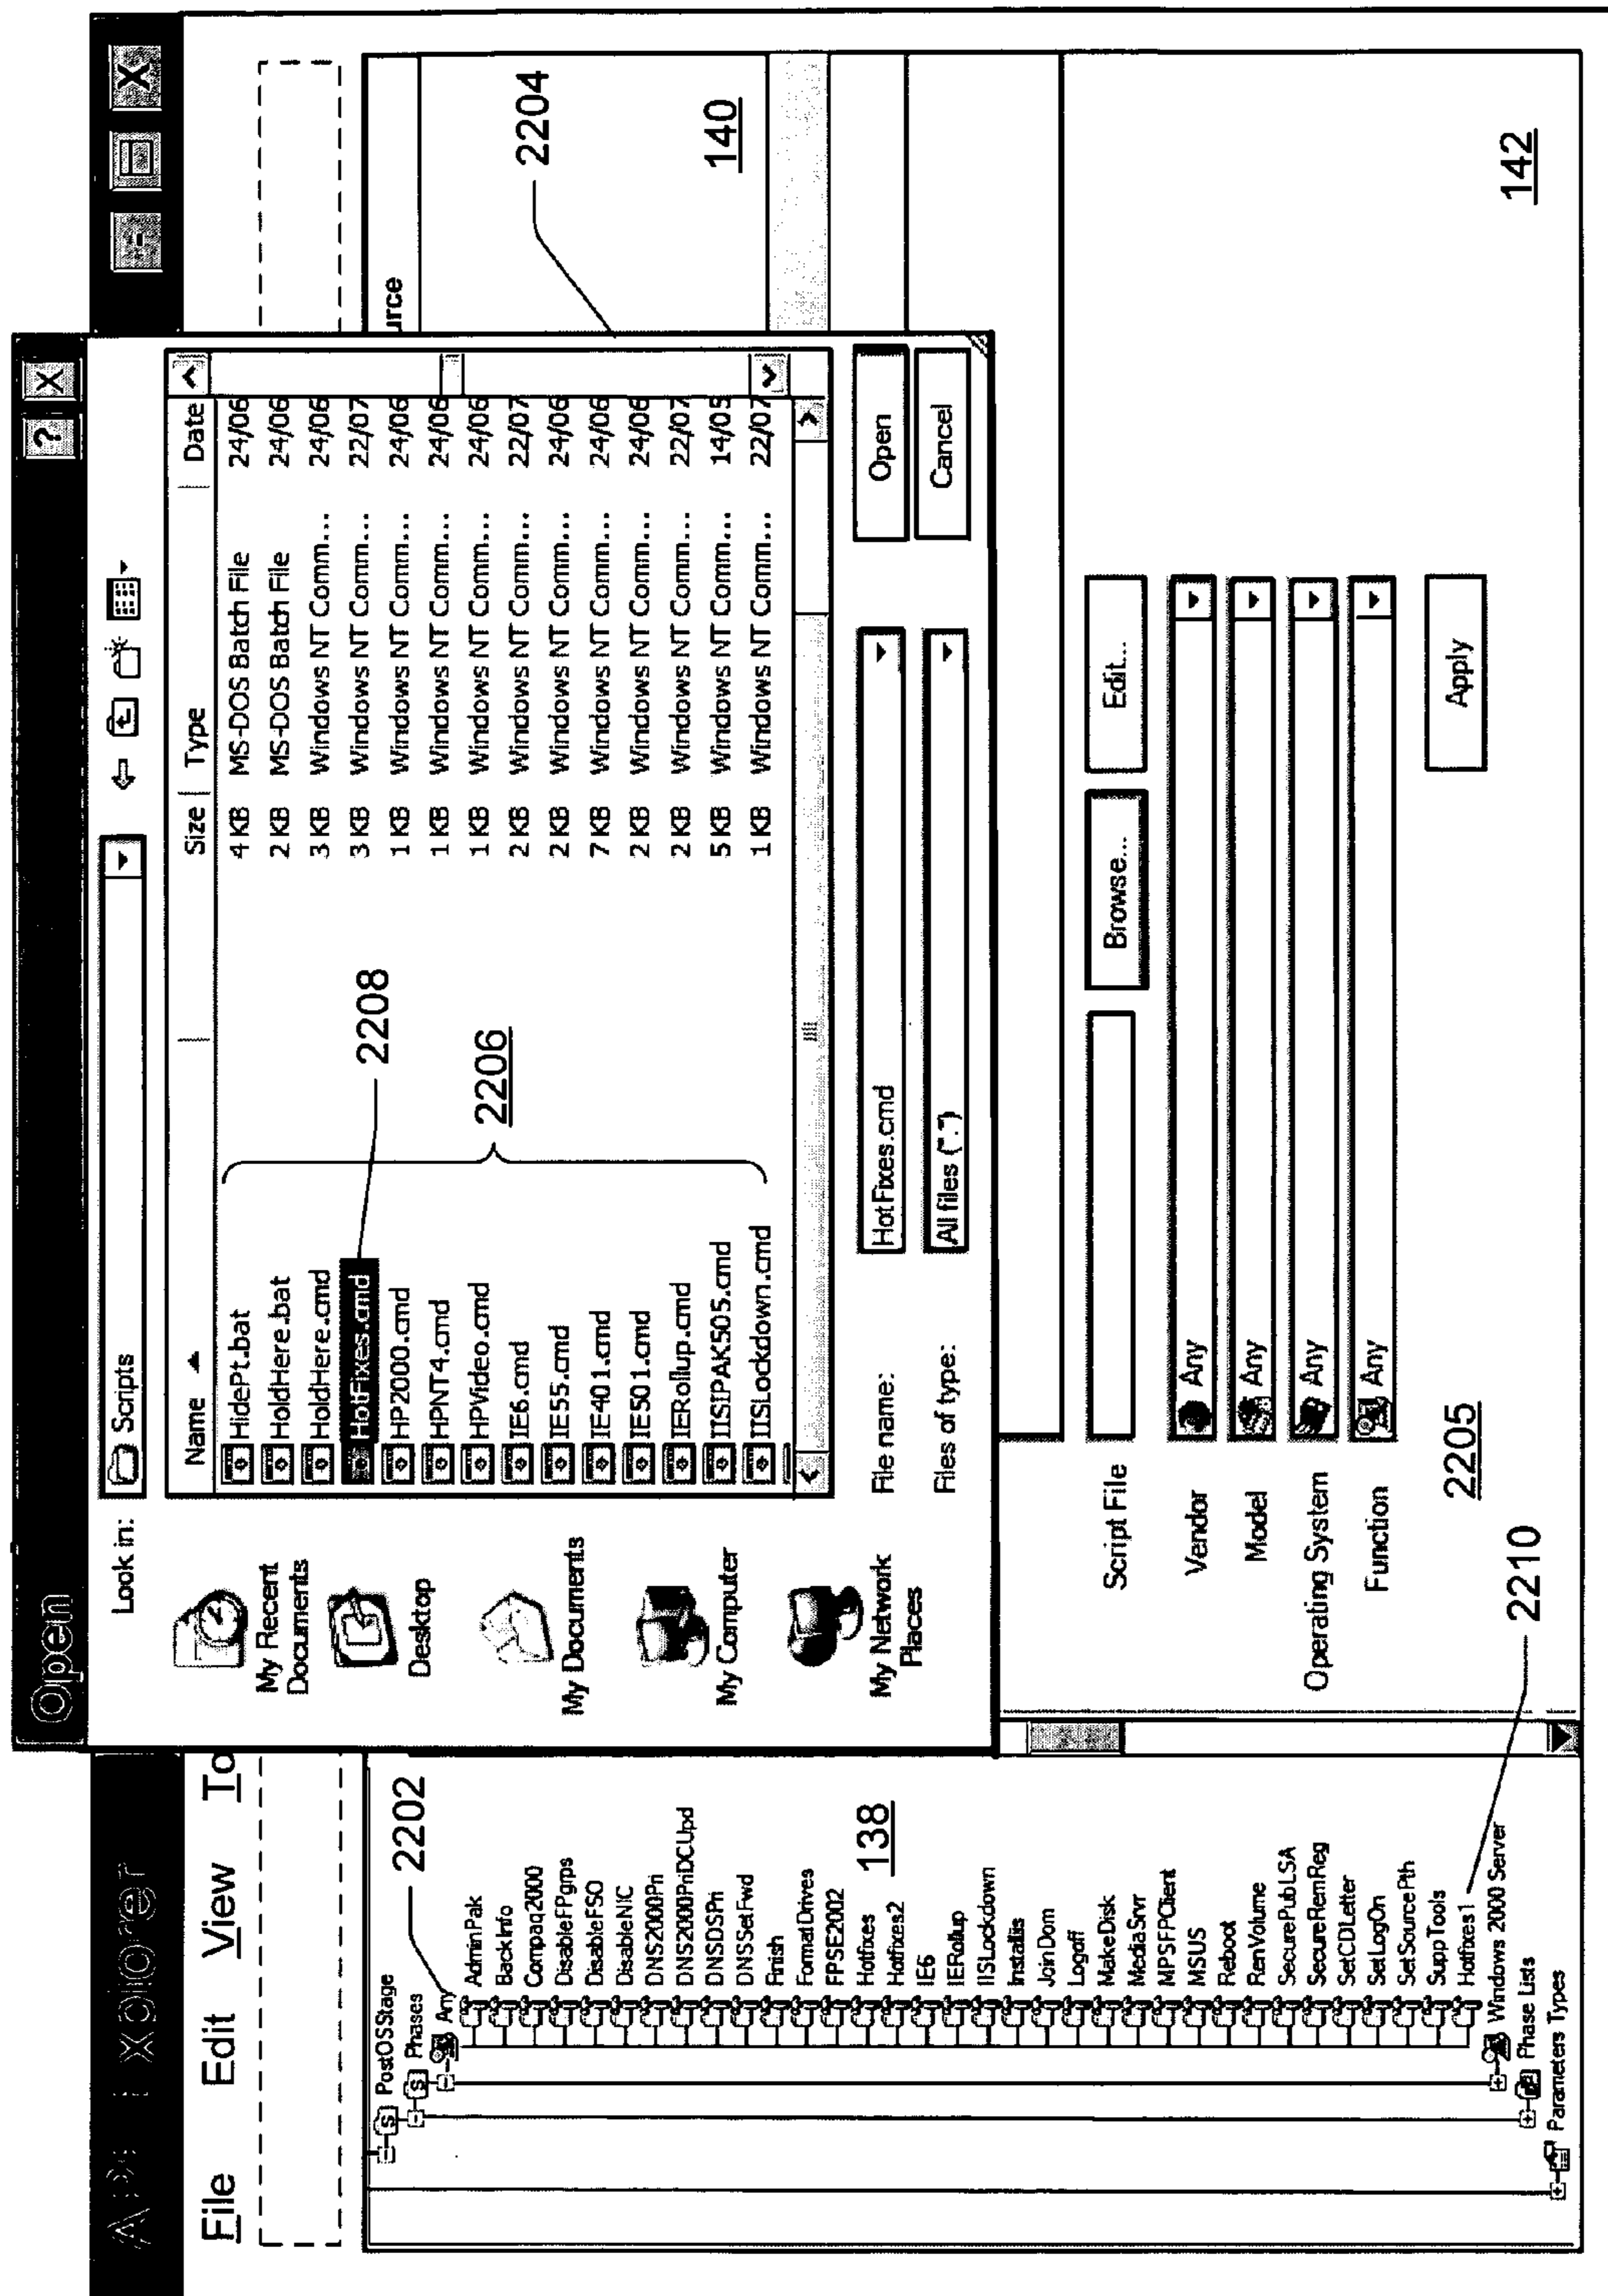 Open
? X
Look in: Scripts
My Recent Documents
Desktop
My Documents
My Computer
My Network Places
Name Size Type Date
HidePt.bat 4 KB MS-DOS Batch File 24/06
HoldHere.bat 2 KB MS-DOS Batch File 24/06
HoldHere.cmd 3 KB Windows NT Comm... 24/06
HotFixes.cmd 3 KB Windows NT Comm... 22/07
HP2000.cmd 1 KB Windows NT Comm... 24/06
HPNT4.cmd 1 KB Windows NT Comm... 24/06
HPVideo.cmd 1 KB Windows NT Comm... 24/06
IE6.cmd 2 KB Windows NT Comm... 22/07
IE55.cmd 2 KB Windows NT Comm... 24/06
IE401.cmd 7 KB Windows NT Comm... 24/06
IE501.cmd 2 KB Windows NT Comm... 24/06
IERollup.cmd 2 KB Windows NT Comm... 22/07
IISIPAK505.cmd 5 KB Windows NT Comm... 14/05
IISLockdown.cmd 1 KB Windows NT Comm... 22/07
2208
2206
File name: HotFixes.cmd Open
Files of type: All files (*.*) Cancel
2204
Explorer
X
File Edit View To
urce
140
2202
138
PostOSStage
Phases
Any
AdminPak
BackInfo
Compaq2000
DisableFPgrps
DisableFSO
DisableNIC
DNS2000Pri
DNS2000PriDCUpd
DNSDSPri
DNSSetFwd
Finish
FormatDrives
FPSE2002
Hotfixes
Hotfixes2
IE6
IERollup
IISLockdown
InstallIis
JoinDom
Logoff
MakeDisk
MediaSrvr
MPSFPClient
MSUS
Reboot
RenVolume
SecurePubLSA
SecureRemReg
SetCDLetter
SetLogOn
SetSourcePth
SuppTools
Hotfixes1
Windows 2000 Server
Phase Lists
Parameters Types
2210
Script File Browse... Edit...
Vendor Any
Model Any
Operating System Any
Function Any
Apply
2205
142